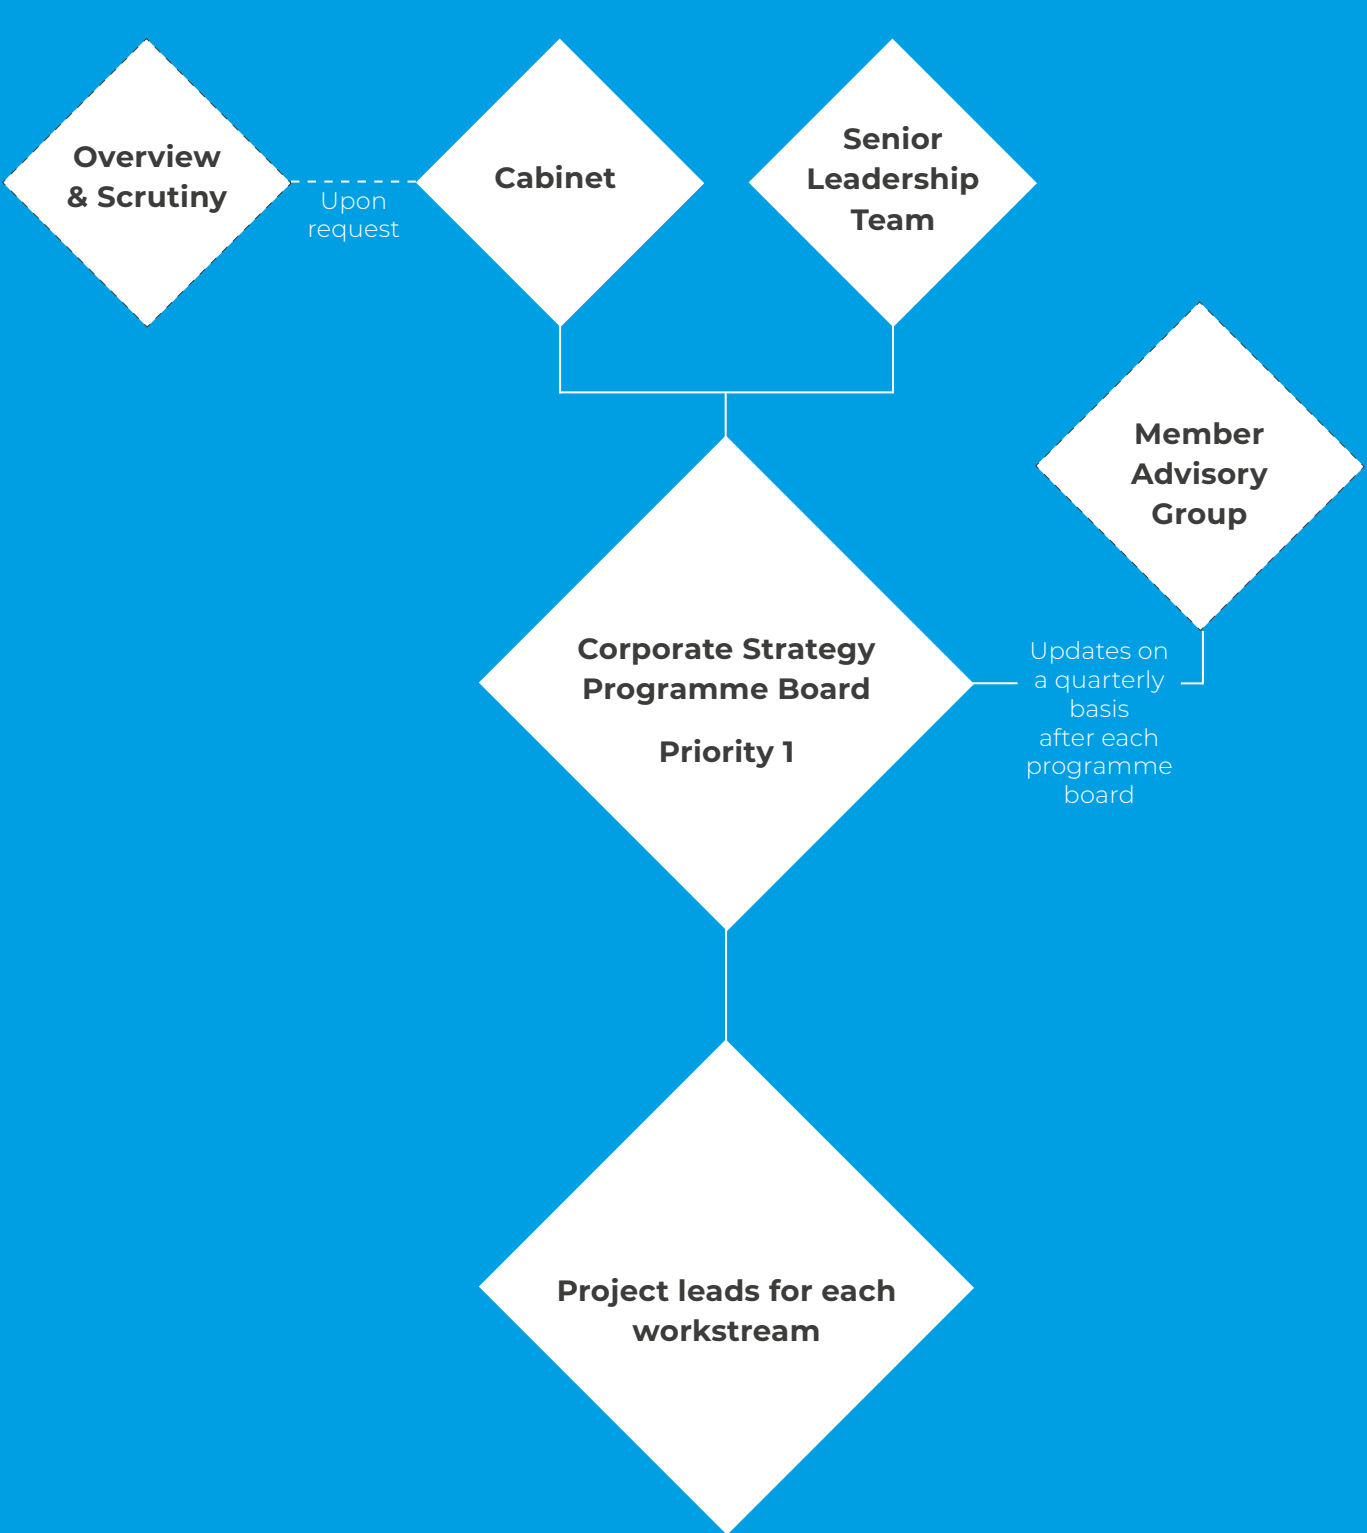 Overview
& Scrutiny
Upon
request
Cabinet
Senior
Leadership
Team
Member
Advisory
Group
Corporate Strategy
Programme Board
Priority 1
Updates on
a quarterly
basis
after each
programme
board
Project leads for each
workstream